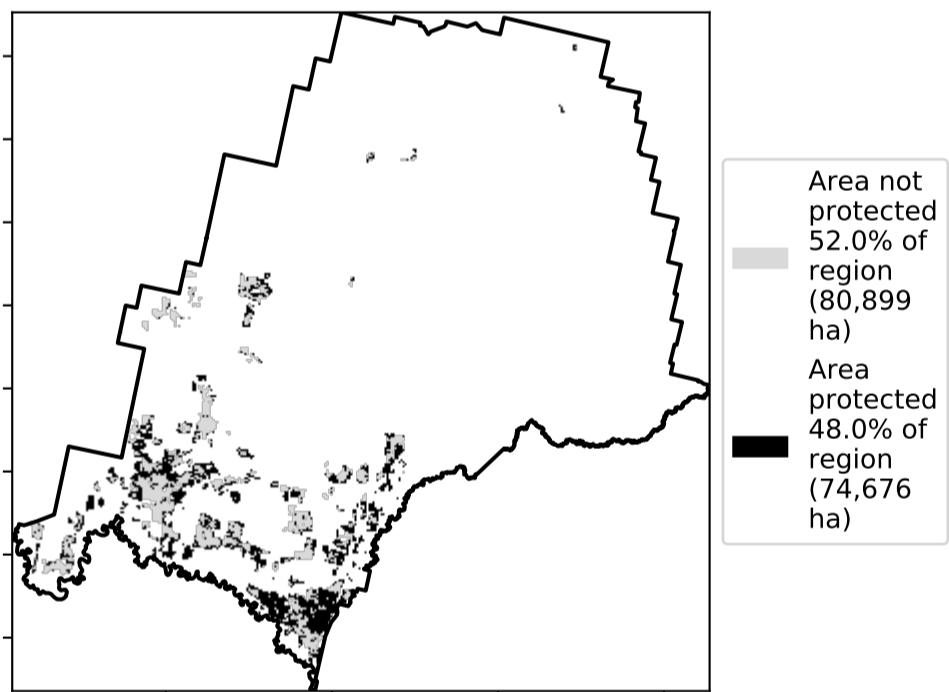 Area not
protected
52.0% of
region
(80,899
ha)
Area
protected
48.0% of
region
(74,676
ha)